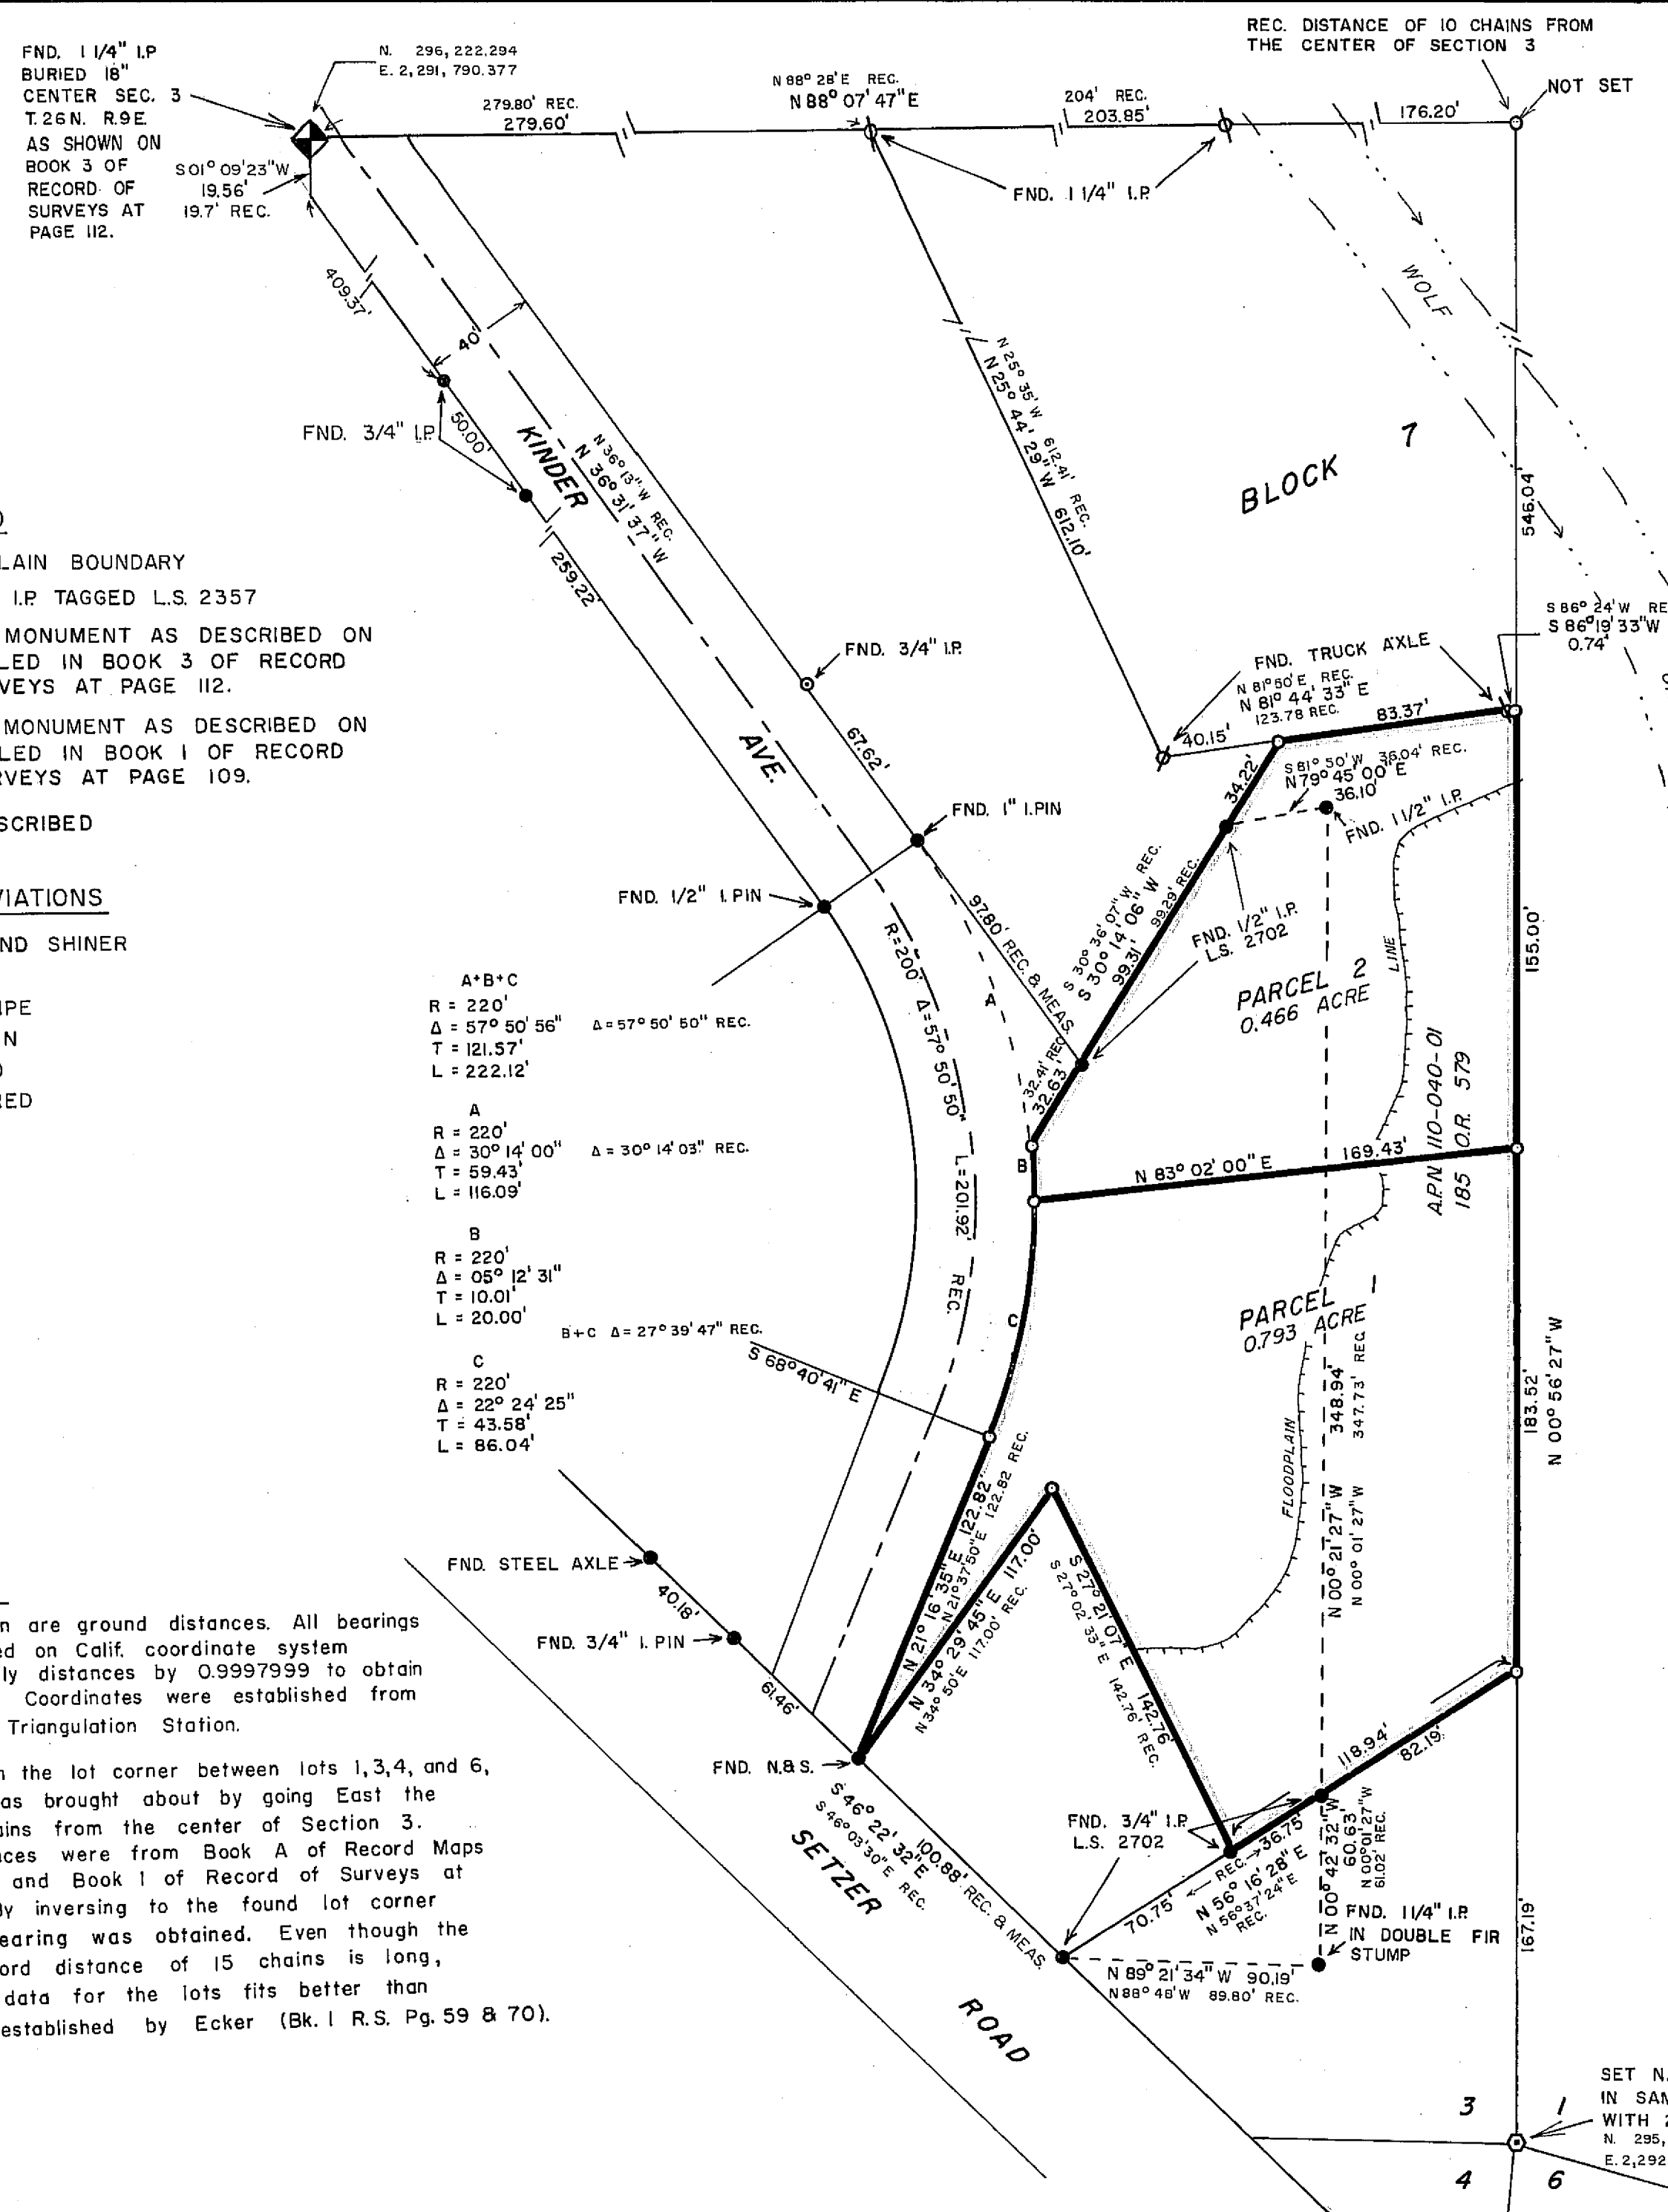 FND. 1 1/4" I.P
BURIED 18"
CENTER SEC. 3
T.26N. R.9E.
AS SHOWN ON
BOOK 3 OF
RECORD OF
SURVEYS AT
PAGE 112.
N. 296,222.294
E. 2,291,790.377
S 01° 09' 23" W
19.56'
19.7' REC.
279.80' REC.
279.60'
N 88° 28' E REC.
N 88° 07' 47" E
204' REC.
203.85'
REC. DISTANCE OF 10 CHAINS FROM
THE CENTER OF SECTION 3
176.20'
NOT SET
FND. 1 1/4" I.P.
WOLF
409.37'
40'
50.00'
FND. 3/4" I.P.
KINDER
N 36° 13" W REC.
N 36° 31' 37" W
259.22'
N 25° 35' W 612.41' REC.
N 25° 44' 29" W 612.10'
BLOCK 7
546.04
LAIN BOUNDARY
I.P. TAGGED L.S. 2357
MONUMENT AS DESCRIBED ON
LED IN BOOK 3 OF RECORD
VEYS AT PAGE 112.
MONUMENT AS DESCRIBED ON
LED IN BOOK 1 OF RECORD
RVEYS AT PAGE 109.
SCRIBED
VIATIONS
ND SHINER
IPE
N
RED
S 86° 24' W RE
S 86° 19' 33" W
0.74'
FND. 3/4" I.P.
AVE.
67.62'
FND. TRUCK AXLE
N 81° 50' E, REC.
N 81° 44' 33" E
123.78 REC.
83.37'
40.15'
34.22'
S 81° 50' W 36.04' REC.
N 79° 45' 00" E
36.10'
FND. 1 1/2" I.P.
FND. 1" I.PIN
FND. 1/2" I. PIN
97.80' REC. & MEAS.
S 30° 36' 07" W REC.
S 30° 14' 06" W
99.31'
99.29' REC.
FND. 1/2" I.P.
L.S. 2702
PARCEL 2
0.466 ACRE
LINE
155.00'
A.P.N. 110-040-01
185 O.R. 579
R=200' Δ=57° 50' 50" L=201.92' REC.
A
32.41' REC.
32.63'
B
N 83° 02' 00" E
169.43'
A+B+C
R = 220'
Δ = 57° 50' 56" Δ = 57° 50' 50" REC.
T = 121.57'
L = 222.12'
A
R = 220'
Δ = 30° 14' 00" Δ = 30° 14' 03" REC.
T = 59.43'
L = 116.09'
B
R = 220'
Δ = 05° 12' 31"
T = 10.01'
L = 20.00'
B+C Δ = 27° 39' 47" REC.
S 68° 40' 41" E
C
R = 220'
Δ = 22° 24' 25"
T = 43.58'
L = 86.04'
C
PARCEL 1
0.793 ACRE
FLOODPLAIN
N 00° 21' 27" W 348.94'
N 00° 01' 27" W 347.73' REC.
183.52'
N 00° 56' 27" W
FND. STEEL AXLE
40.18'
FND. 3/4" I. PIN
61.46'
N 21° 16' 35" E 122.82'
N 21° 37' 50" E 122.82 REC.
N 34° 29' 45" E 117.00'
N 34° 50' E 117.00' REC.
S 27° 21' 07" E 142.76'
S 27° 02' 33" E 142.76' REC.
n are ground distances. All bearings
ed on Calif. coordinate system
ly distances by 0.9997999 to obtain
Coordinates were established from
Triangulation Station.
n the lot corner between lots 1,3,4, and 6,
as brought about by going East the
ains from the center of Section 3.
nces were from Book A of Record Maps
and Book 1 of Record of Surveys at
By inversing to the found lot corner
earing was obtained. Even though the
ord distance of 15 chains is long,
data for the lots fits better than
established by Ecker (Bk. 1 R.S. Pg. 59 & 70).
FND. N.&S.
S 46° 22' 32" E
S 46° 03' 30" E REC.
100.88' REC. & MEAS.
SETZER
ROAD
FND. 3/4" I.P.
L.S. 2702
118.94'
82.19'
REC. 36.75'
70.75'
N 56° 16' 28" E
N 56° 37' 24" E
REC.
N 00° 42' 32" W
60.63'
N 00° 01' 27" W
61.02' REC.
FND. 1 1/4" I.P.
IN DOUBLE FIR
STUMP
N 89° 21' 34" W 90.19'
N 88° 48' W 89.80' REC.
167.19'
3
1
4
6
SET N.
IN SAM
WITH 2
N. 295,
E. 2,292